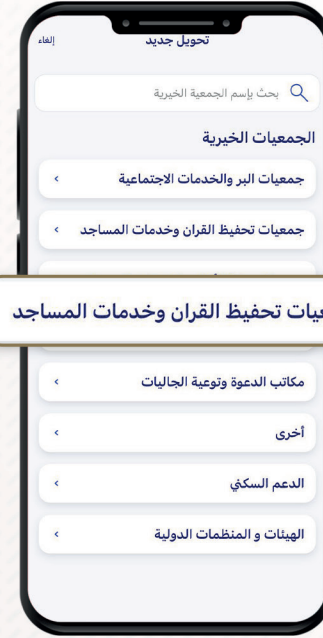 تحويل جديد
إلغاء
بحث بإسم الجمعية الخيرية
الجمعيات الخيرية
جمعيات البر والخدمات الاجتماعية
جمعيات تحفيظ القران وخدمات المساجد
تحفيظ القران وخدمات المساجد
مكاتب الدعوة وتوعية الجاليات
أخرى
الدعم السكني
الهيئات و المنظمات الدولية